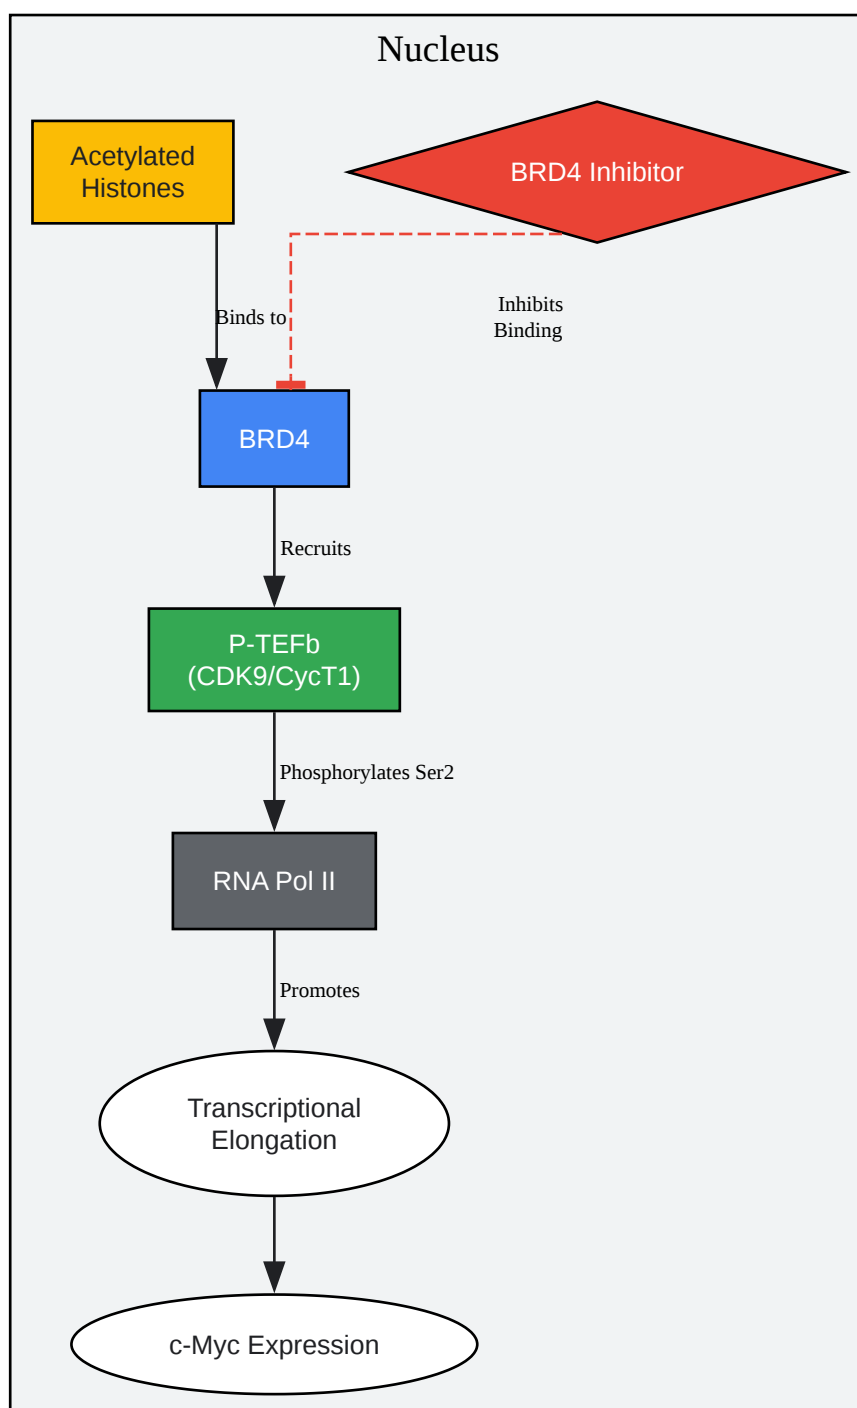 Nucleus
Acetylated
Histones
BRD4 Inhibitor
Binds to
Inhibits
Binding
BRD4
Recruits
P-TEFb
(CDK9/CycT1)
Phosphorylates Ser2
RNA Pol II
Promotes
Transcriptional
Elongation
c-Myc Expression